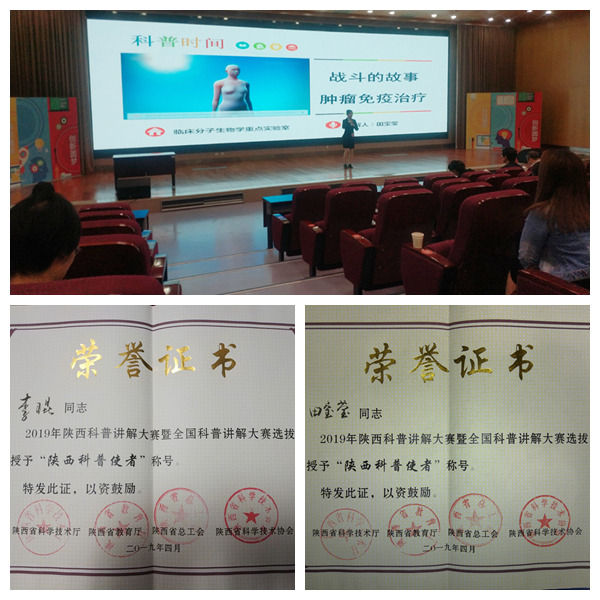 科普时间
战斗的故事
肿瘤免疫治疗
临床分子生物学重点实验室
人：田宝莹
创新圆梦
荣誉证书
李琨 同志
2019年陕西科普讲解大赛暨全国科普讲解大赛选拔
授予“陕西科普使者”称号。
特发此证，以资鼓励。
陕西省科学技术厅 陕西省教育厅 陕西省总工会 陕西省科学技术协会
二〇一九年四月
荣誉证书
田宝莹 同志
2019年陕西科普讲解大赛暨全国科普讲解大赛选拔
授予“陕西科普使者”称号。
特发此证，以资鼓励。
陕西省科学技术厅 陕西省教育厅 陕西省总工会 陕西省科学技术协会
二〇一九年四月